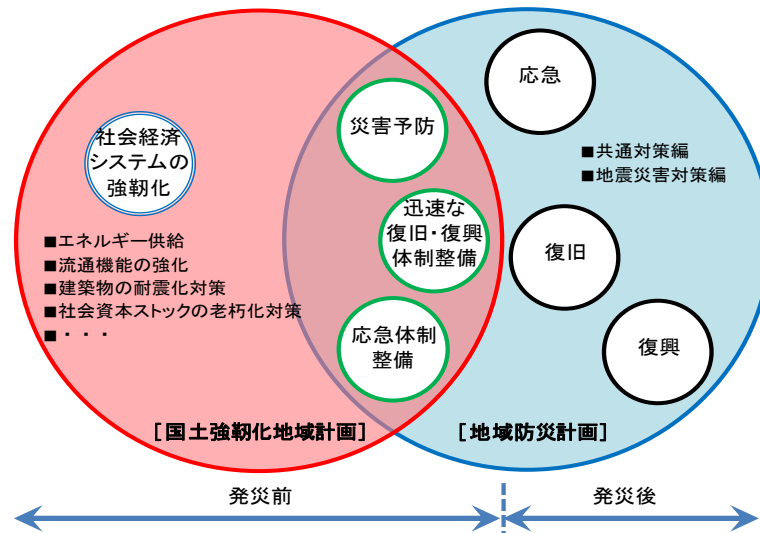 社会経済
システムの
強靭化
■エネルギー供給
■流通機能の強化
■建築物の耐震化対策
■社会資本ストックの老朽化対策
■・・・
災害予防
迅速な
復旧・復興
体制整備
応急体制
整備
応急
■共通対策編
■地震災害対策編
復旧
復興
[国土強靭化地域計画]
[地域防災計画]
発災前
発災後